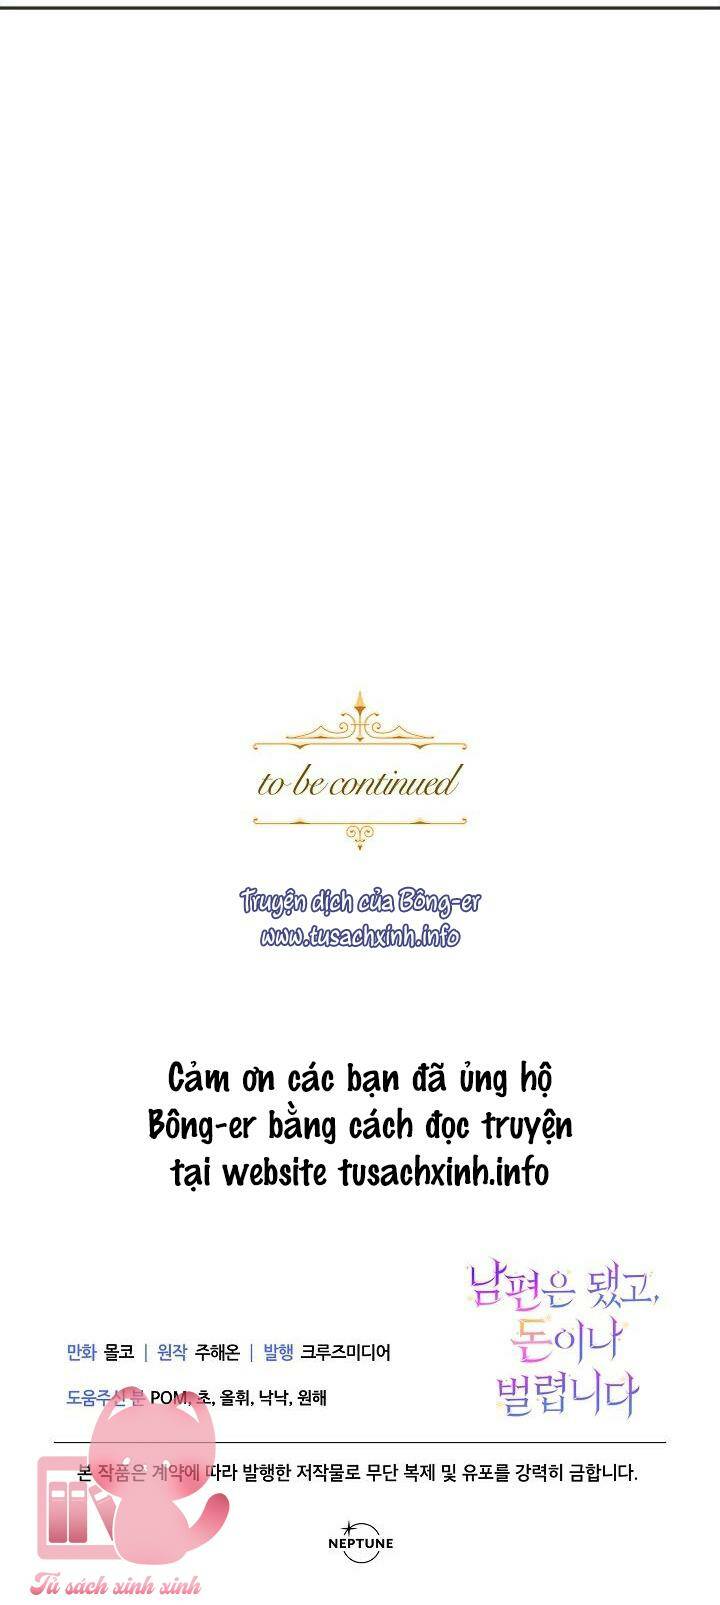 to be continued
Truyện dịch của Bông-er
www.tusachxinh.info
Cảm ơn các bạn đã ủng hộ
Bông-er bằng cách đọc truyện
tại website tusachxinh.info
남편은 됐고,
돈이나
벌렵니다
만화 몰코 | 원작 주해온 | 발행 크루즈미디어
도움주신 분 POM, 초, 올휘, 낙낙, 원해
본 작품은 계약에 따라 발행한 저작물로 무단 복제 및 유포를 강력히 금합니다.
NEPTUNE
Tủ sách xinh xinh